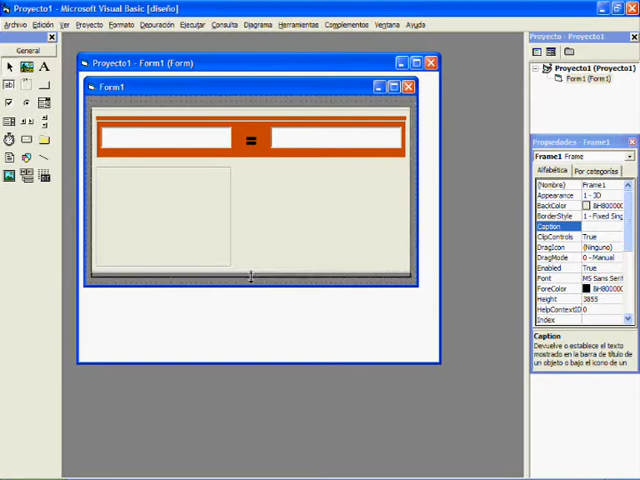 Proyecto1 - Microsoft Visual Basic [diseño]
Archivo Edición Ver Proyecto Formato Depuración Ejecutar Consulta Diagrama Herramientas Complementos Ventana Ayuda
General
A
ab
Proyecto1 - Form1 (Form)
Form1
=
Proyecto - Proyecto1
Proyecto1 (Proyecto1)
Form1 (Form1)
Propiedades - Frame1
Frame1 Frame
Alfabética Por categorías
(Nombre) Frame1
Appearance 1 - 3D
BackColor &H800000
BorderStyle 1 - Fixed Sing
Caption
ClipControls True
DragIcon (Ninguno)
DragMode 0 - Manual
Enabled True
Font MS Sans Serif
ForeColor &H800000
Height 3855
HelpContextID 0
Index
Caption
Devuelve o establece el texto
mostrado en la barra de título de
un objeto o bajo el icono de un